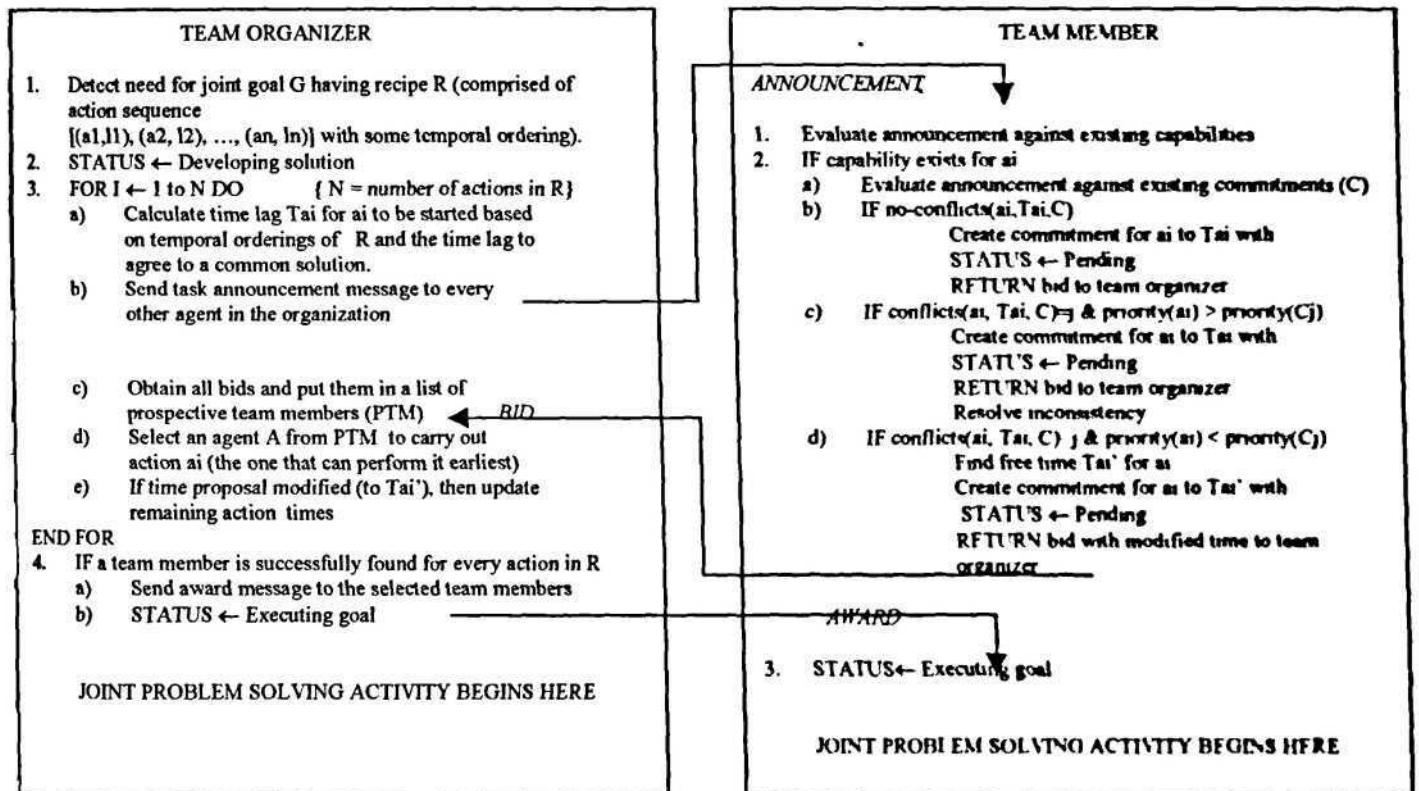 TEAM ORGANIZER
1. Detect need for joint goal G having recipe R (comprised of
action sequence
[(a1,l1), (a2, l2), ..., (an, ln)] with some temporal ordering).
2. STATUS ← Developing solution
3. FOR I ← 1 to N DO { N = number of actions in R}
a) Calculate time lag Tai for ai to be started based
on temporal orderings of R and the time lag to
agree to a common solution.
b) Send task announcement message to every
other agent in the organization
c) Obtain all bids and put them in a list of
prospective team members (PTM)
d) Select an agent A from PTM to carry out
action ai (the one that can perform it earliest)
e) If time proposal modified (to Tai'), then update
remaining action times
END FOR
4. IF a team member is successfully found for every action in R
a) Send award message to the selected team members
b) STATUS ← Executing goal
JOINT PROBLEM SOLVING ACTIVITY BEGINS HERE
BID
TEAM MEMBER
ANNOUNCEMENT
1. Evaluate announcement against existing capabilities
2. IF capability exists for ai
a) Evaluate announcement against existing commitments (C)
b) IF no-conflicts(ai,Tai,C)
Create commitment for ai to Tai with
STATUS ← Pending
RETURN bid to team organizer
c) IF conflicts(ai, Tai, C)=j & priority(ai) > priority(Cj)
Create commitment for ai to Tai with
STATUS ← Pending
RETURN bid to team organizer
Resolve inconsistency
d) IF conflicts(ai, Tai, C) j & priority(ai) < priority(Cj)
Find free time Tai' for ai
Create commitment for ai to Tai' with
STATUS ← Pending
RETURN bid with modified time to team
organizer
AWARD
3. STATUS← Executing goal
JOINT PROBLEM SOLVING ACTIVITY BEGINS HERE